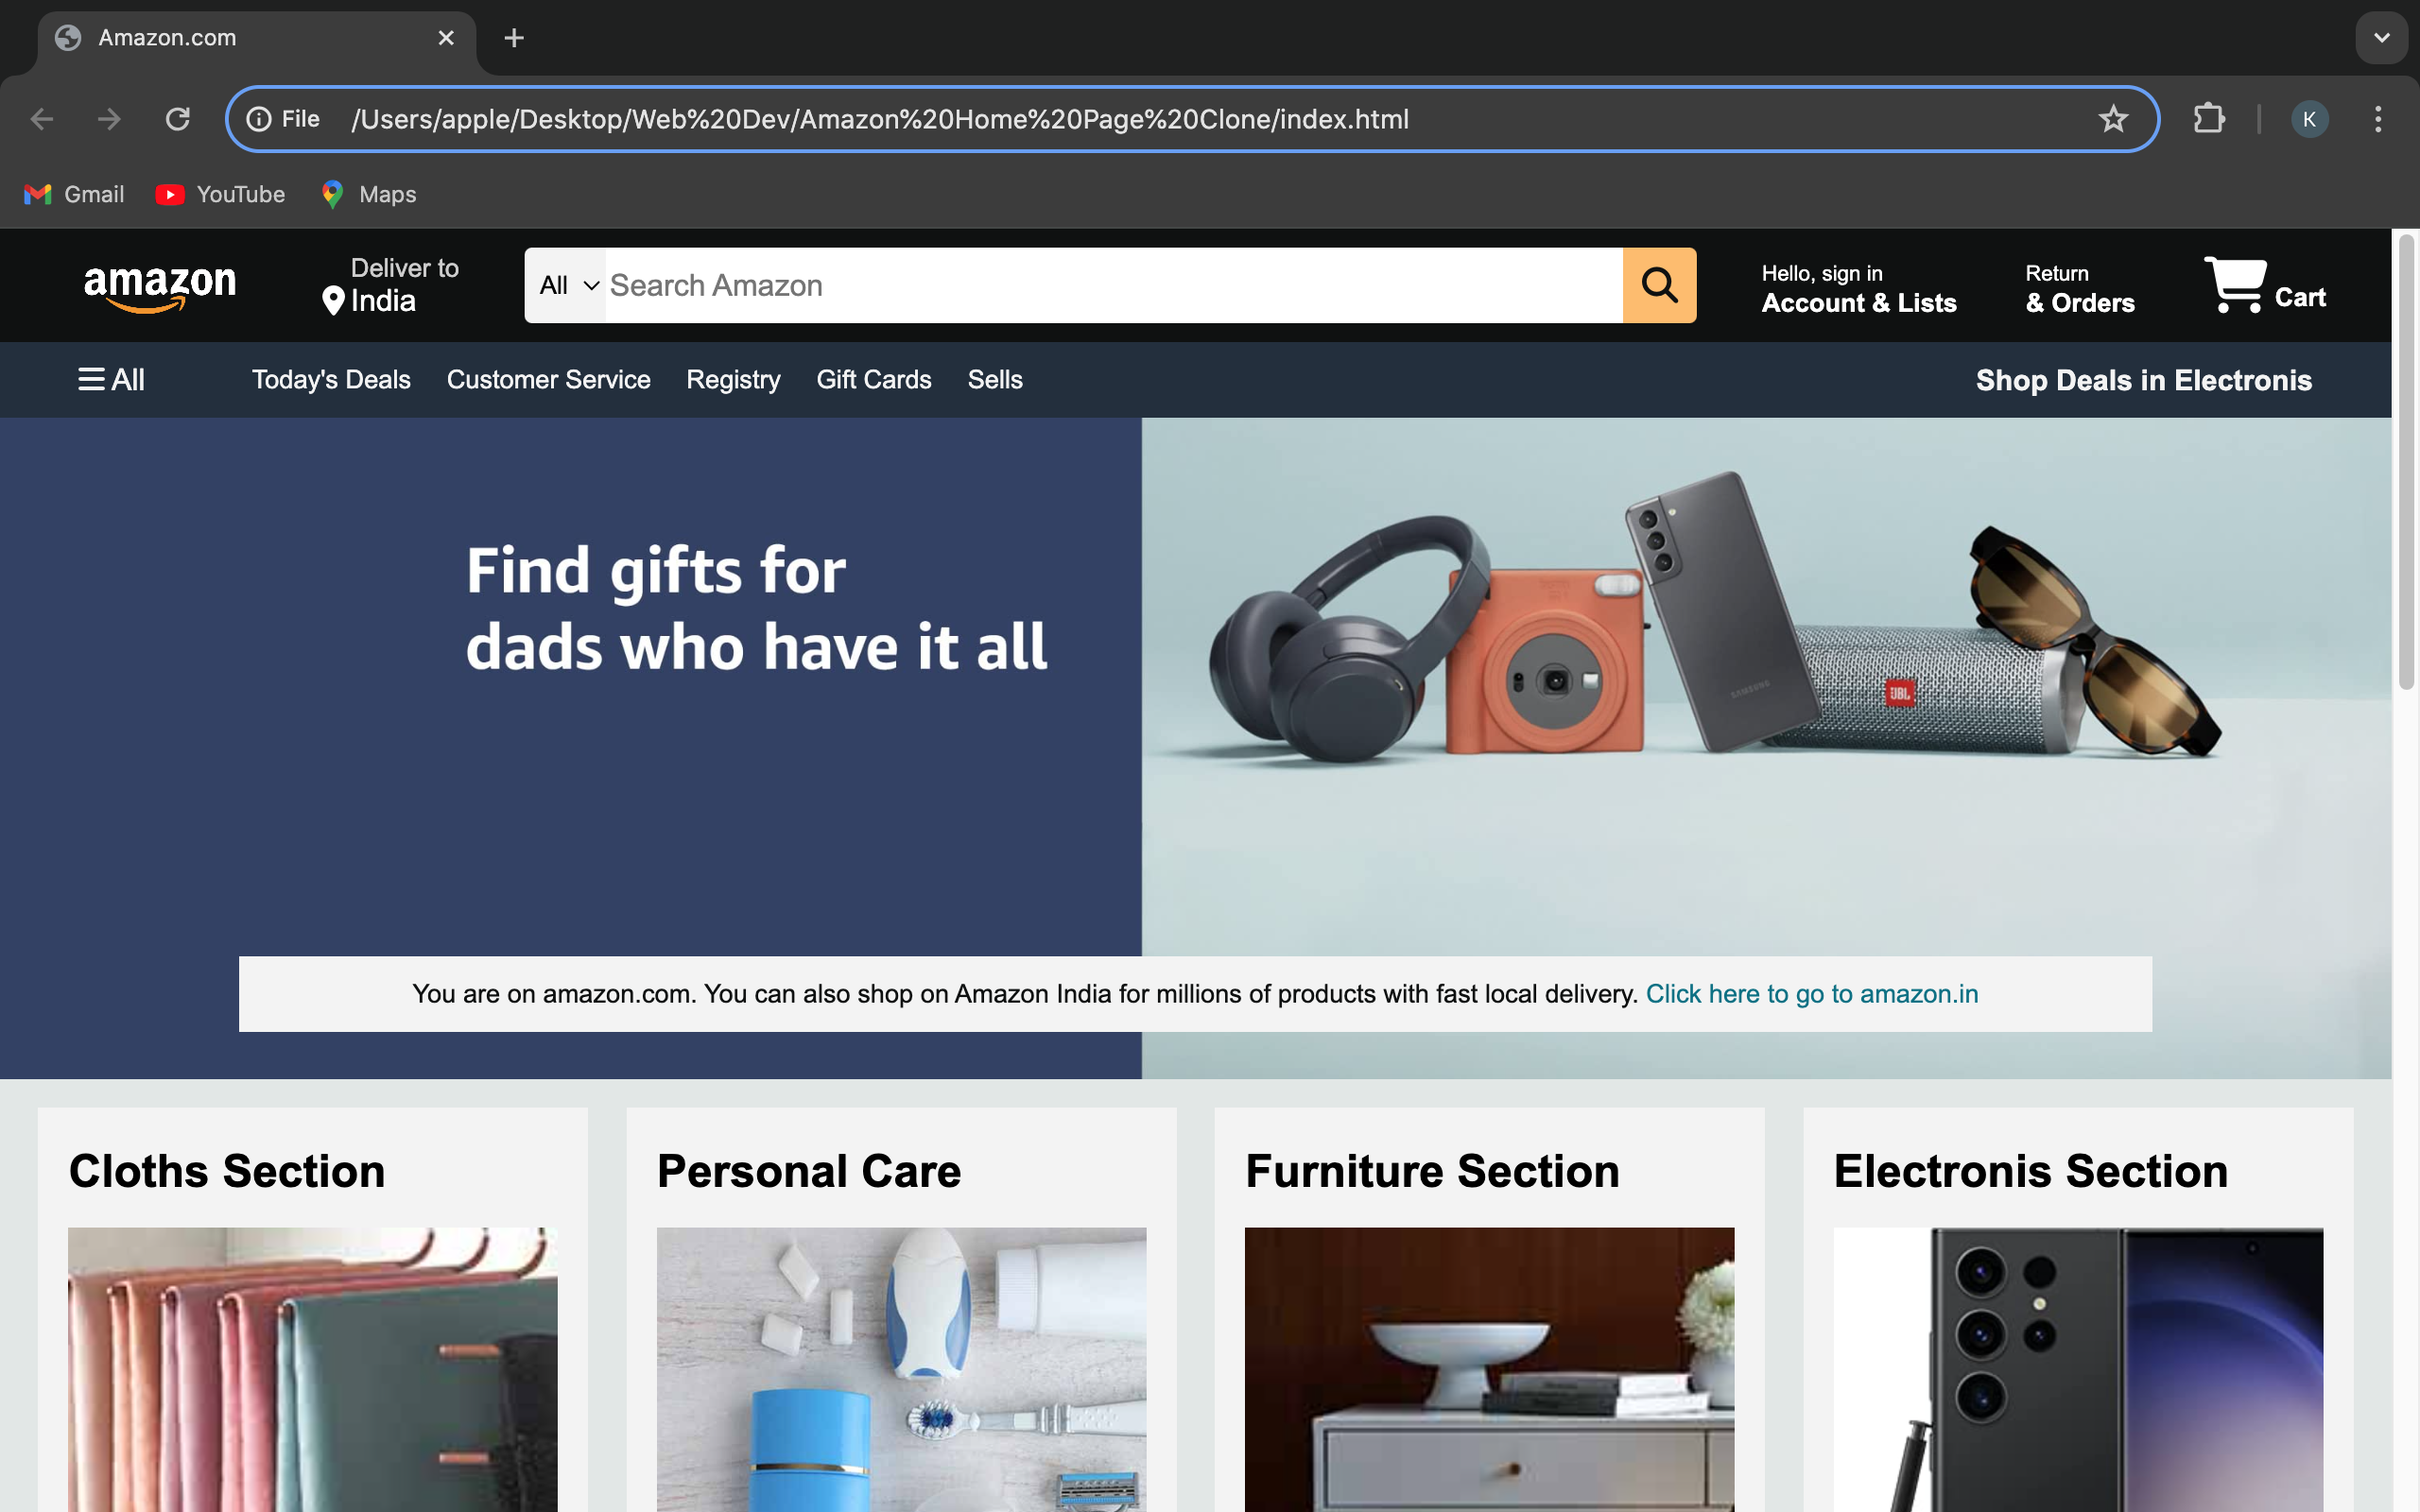 Amazon.com
File /Users/apple/Desktop/Web%20Dev/Amazon%20Home%20Page%20Clone/index.html
K
Gmail YouTube Maps
amazon
Deliver to
India
All Search Amazon
Hello, sign in
Account & Lists
Return
& Orders
Cart
All Today's Deals Customer Service Registry Gift Cards Sells Shop Deals in Electronis
Find gifts for
dads who have it all
SAMSUNG
JBL
You are on amazon.com. You can also shop on Amazon India for millions of products with fast local delivery. Click here to go to amazon.in
Cloths Section Personal Care Furniture Section Electronis Section